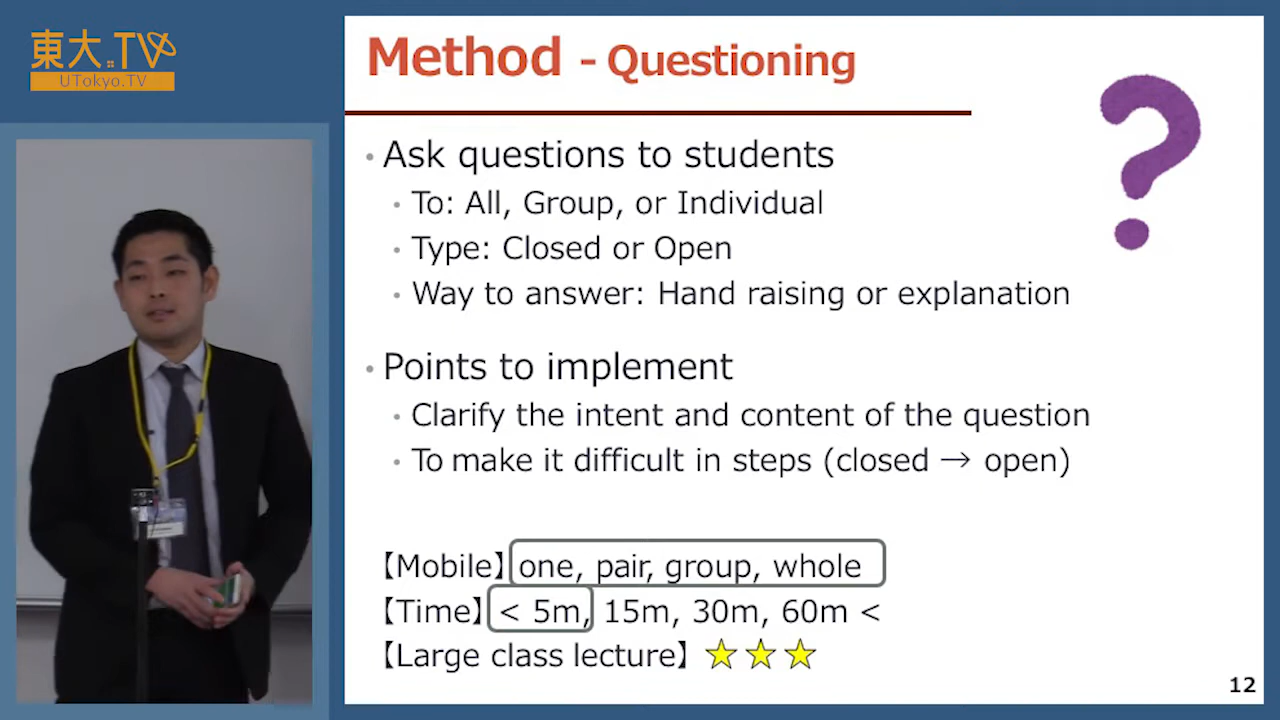 東大.TV
UTokyo.TV
Method - Questioning
• Ask questions to students
• To: All, Group, or Individual
• Type: Closed or Open
• Way to answer: Hand raising or explanation
• Points to implement
• Clarify the intent and content of the question
• To make it difficult in steps (closed → open)
【Mobile】 one, pair, group, whole
【Time】 < 5m, 15m, 30m, 60m <
【Large class lecture】 ★★★
12